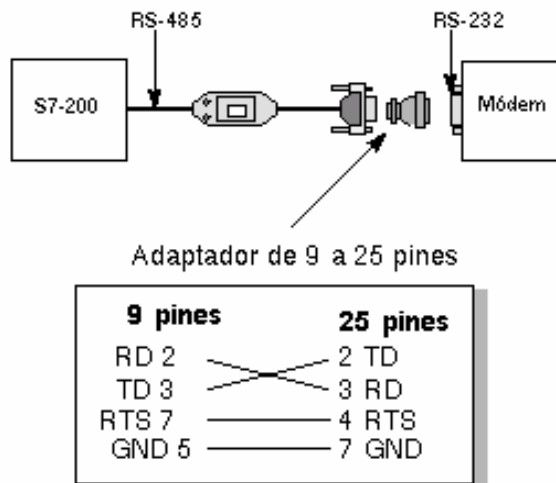 RS-485
RS-232
S7-200
Módem
Adaptador de 9 a 25 pines
9 pines
25 pines
RD 2
2 TD
TD 3
3 RD
RTS 7
4 RTS
GND 5
7 GND